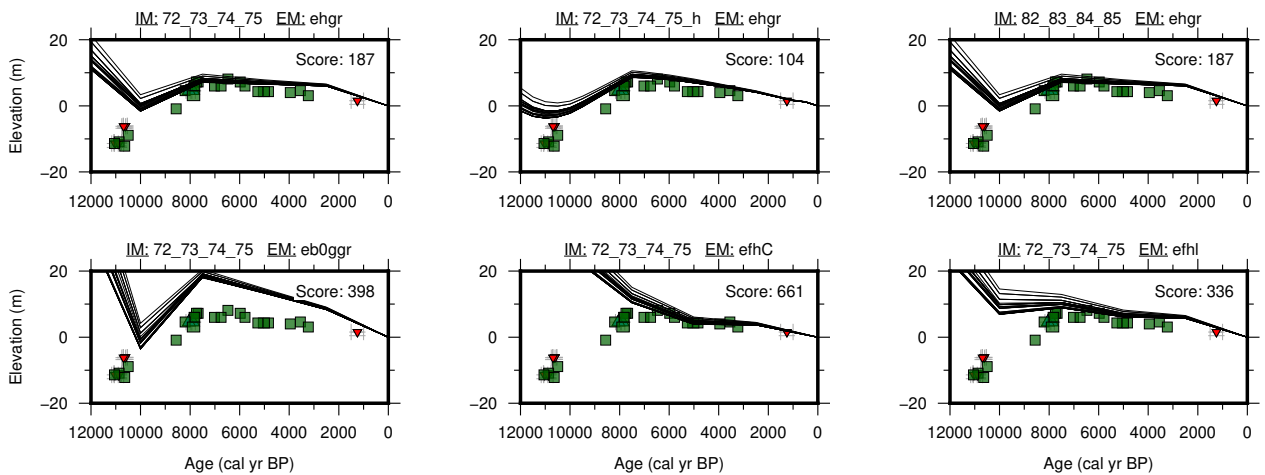 IM: 72_73_74_75 EM: ehgr
IM: 72_73_74_75_h EM: ehgr
IM: 82_83_84_85 EM: ehgr
Elevation (m)
20
0
−20
Score: 187
12000 10000 8000 6000 4000 2000 0
20
0
−20
Score: 104
12000 10000 8000 6000 4000 2000 0
20
0
−20
Score: 187
12000 10000 8000 6000 4000 2000 0
IM: 72_73_74_75 EM: eb0ggr
IM: 72_73_74_75 EM: efhC
IM: 72_73_74_75 EM: efhl
Elevation (m)
20
0
−20
Score: 398
12000 10000 8000 6000 4000 2000 0
Age (cal yr BP)
20
0
−20
Score: 661
12000 10000 8000 6000 4000 2000 0
Age (cal yr BP)
20
0
−20
Score: 336
12000 10000 8000 6000 4000 2000 0
Age (cal yr BP)